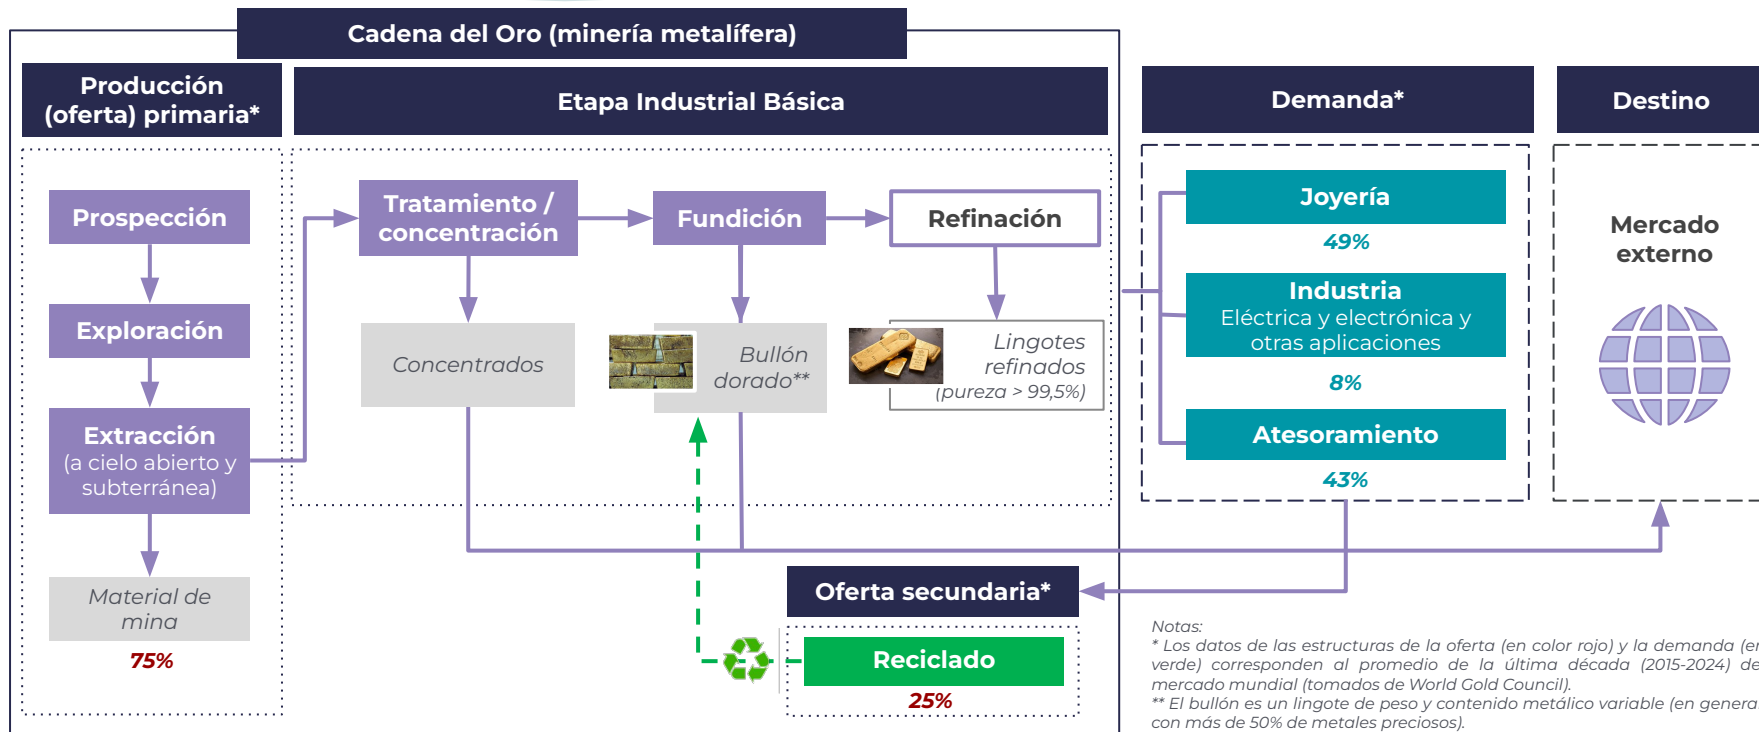 Cadena del Oro (minería metalífera)
Producción
(oferta) primaria*
Etapa Industrial Básica
Demanda*
Destino
Prospección
Exploración
Extracción
(a cielo abierto y
subterránea)
Material de
mina
75%
Tratamiento /
concentración
Concentrados
Fundición
Bullón
dorado**
Refinación
Lingotes
refinados
(pureza > 99,5%)
Joyería
49%
Industria
Eléctrica y electrónica y
otras aplicaciones
8%
Atesoramiento
43%
Mercado
externo
Oferta secundaria*
Reciclado
25%
Notas:
* Los datos de las estructuras de la oferta (en color rojo) y la demanda (en
verde) corresponden al promedio de la última década (2015-2024) de
mercado mundial (tomados de World Gold Council).
** El bullón es un lingote de peso y contenido metálico variable (en genera
con más de 50% de metales preciosos).